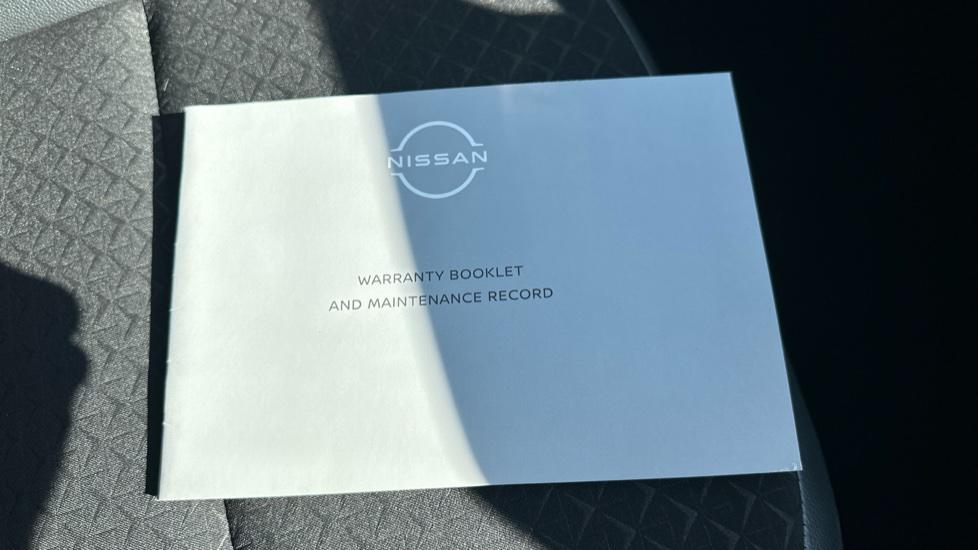 NISSAN
WARRANTY BOOKLET
AND MAINTENANCE RECORD